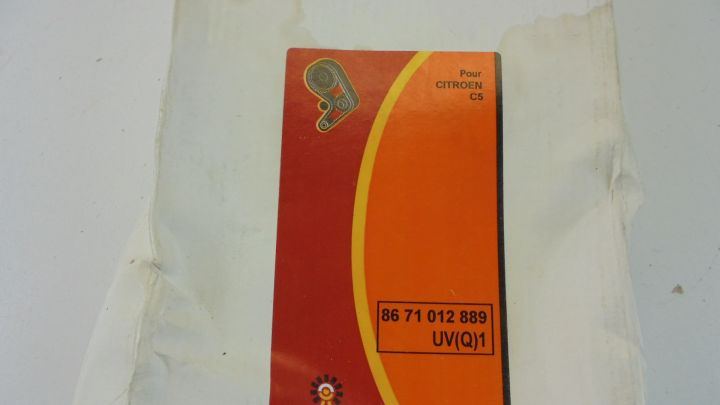 Pour
CITROEN
C5
86 71 012 889
UV(Q)1